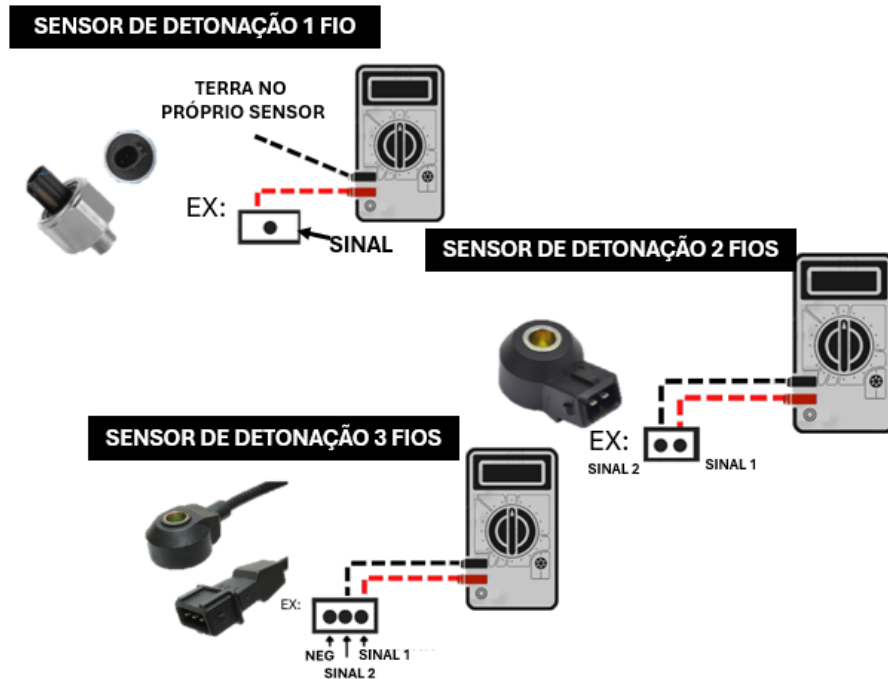 SENSOR DE DETONAÇÃO 1 FIO
TERRA NO
PRÓPRIO SENSOR
EX:
SINAL
SENSOR DE DETONAÇÃO 2 FIOS
EX:
SINAL 2
SINAL 1
SENSOR DE DETONAÇÃO 3 FIOS
EX:
NEG
SINAL 1
SINAL 2